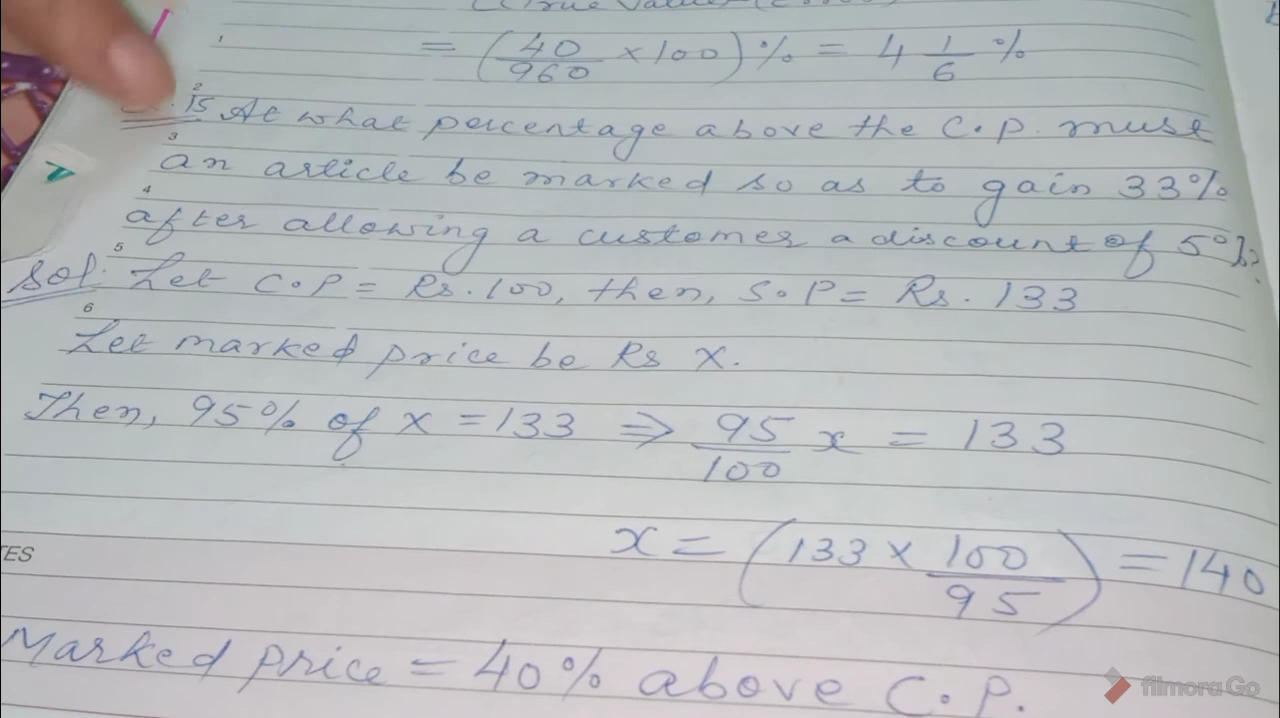 (True Value)-(
= (40/960 × 100)% = 4 1/6 %
15 At what percentage above the C.P. must
an article be marked so as to gain 33%
after allowing a customer a discount of 5%?
Sol. Let C.P = Rs. 100, then, S.P = Rs. 133
Let marked price be Rs x.
Then, 95% of x = 133 ⇒ 95/100 x = 133
x = (133 × 100/95) = 140
TES
Marked price = 40% above C.P.
filmora Go